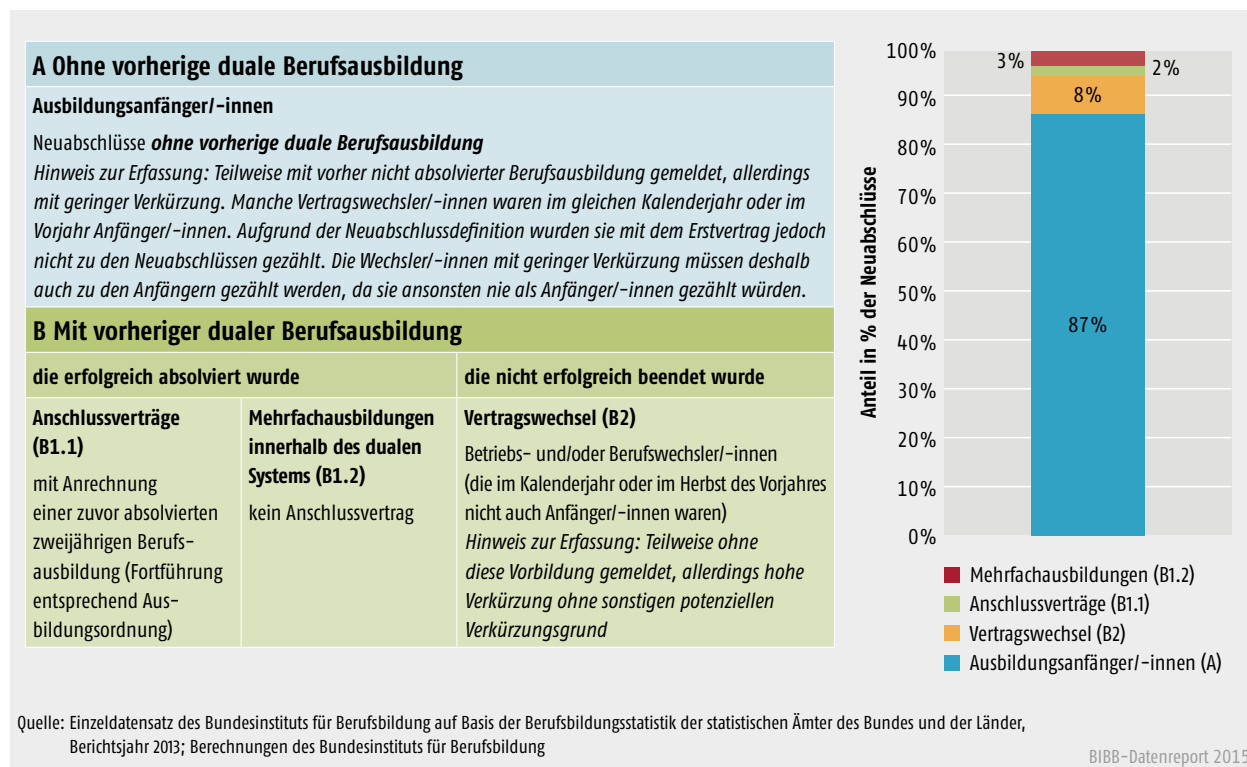 A Ohne vorherige duale Berufsausbildung
Ausbildungsanfänger/-innen
Neuabschlüsse ohne vorherige duale Berufsausbildung
Hinweis zur Erfassung: Teilweise mit vorher nicht absolvierter Berufsausbildung gemeldet, allerdings
mit geringer Verkürzung. Manche Vertragswechsler/-innen waren im gleichen Kalenderjahr oder im
Vorjahr Anfänger/-innen. Aufgrund der Neuabschlussdefinition wurden sie mit dem Erstvertrag jedoch
nicht zu den Neuabschlüssen gezählt. Die Wechsler/-innen mit geringer Verkürzung müssen deshalb
auch zu den Anfängern gezählt werden, da sie ansonsten nie als Anfänger/-innen gezählt würden.
B Mit vorheriger dualer Berufsausbildung
die erfolgreich absolviert wurde
die nicht erfolgreich beendet wurde
Anschlussverträge
(B1.1)
mit Anrechnung
einer zuvor absolvierten
zweijährigen Berufs-
ausbildung (Fortführung
entsprechend Aus-
bildungsordnung)
Mehrfachausbildungen
innerhalb des dualen
Systems (B1.2)
kein Anschlussvertrag
Vertragswechsel (B2)
Betriebs- und/oder Berufswechsler/-innen
(die im Kalenderjahr oder im Herbst des Vorjahres
nicht auch Anfänger/-innen waren)
Hinweis zur Erfassung: Teilweise ohne
diese Vorbildung gemeldet, allerdings hohe
Verkürzung ohne sonstigen potenziellen
Verkürzungsgrund
Anteil in % der Neuabschlüsse
100%
90%
80%
70%
60%
50%
40%
30%
20%
10%
0%
3%
2%
8%
87%
Mehrfachausbildungen (B1.2)
Anschlussverträge (B1.1)
Vertragswechsel (B2)
Ausbildungsanfänger/-innen (A)
Quelle: Einzeldatensatz des Bundesinstituts für Berufsbildung auf Basis der Berufsbildungsstatistik der statistischen Ämter des Bundes und der Länder,
Berichtsjahr 2013; Berechnungen des Bundesinstituts für Berufsbildung
BIBB-Datenreport 2015